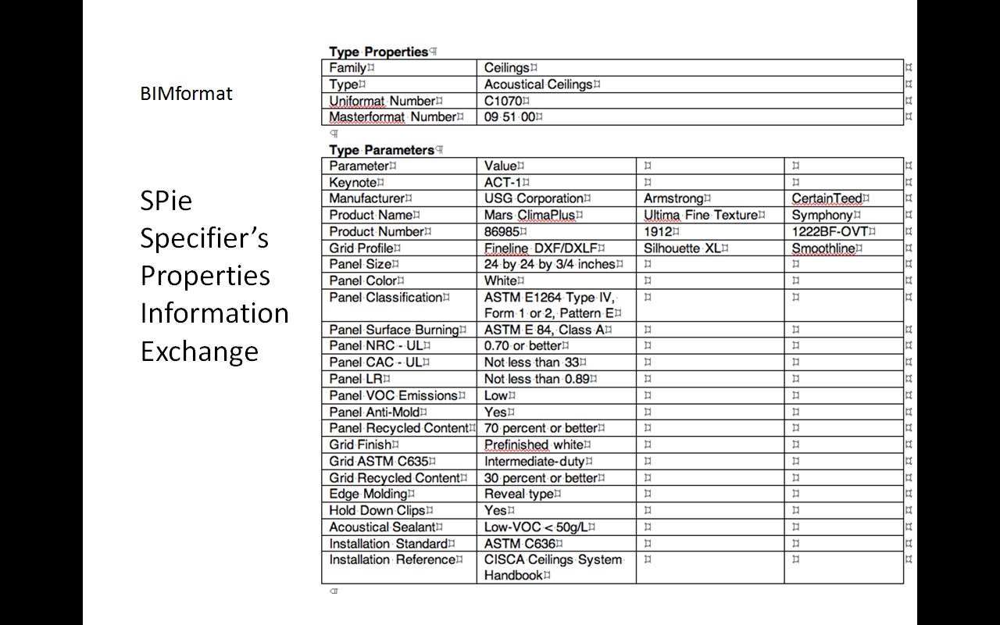 BIMformat
SPie
Specifier’s
Properties
Information
Exchange
Type Properties
Family Ceilings
Type Acoustical Ceilings
Uniformat Number C1070
Masterformat Number 09 51 00
Type Parameters
Parameter Value
Keynote ACT-1
Manufacturer USG Corporation Armstrong CertainTeed
Product Name Mars ClimaPlus Ultima Fine Texture Symphony
Product Number 86985 1912 1222BF-OVT
Grid Profile Fineline DXF/DXLF Silhouette XL Smoothline
Panel Size 24 by 24 by 3/4 inches
Panel Color White
Panel Classification ASTM E1264 Type IV,
Form 1 or 2, Pattern E
Panel Surface Burning ASTM E 84, Class A
Panel NRC - UL 0.70 or better
Panel CAC - UL Not less than 33
Panel LR Not less than 0.89
Panel VOC Emissions Low
Panel Anti-Mold Yes
Panel Recycled Content 70 percent or better
Grid Finish Prefinished white
Grid ASTM C635 Intermediate-duty
Grid Recycled Content 30 percent or better
Edge Molding Reveal type
Hold Down Clips Yes
Acoustical Sealant Low-VOC < 50g/L
Installation Standard ASTM C636
Installation Reference CISCA Ceilings System
Handbook